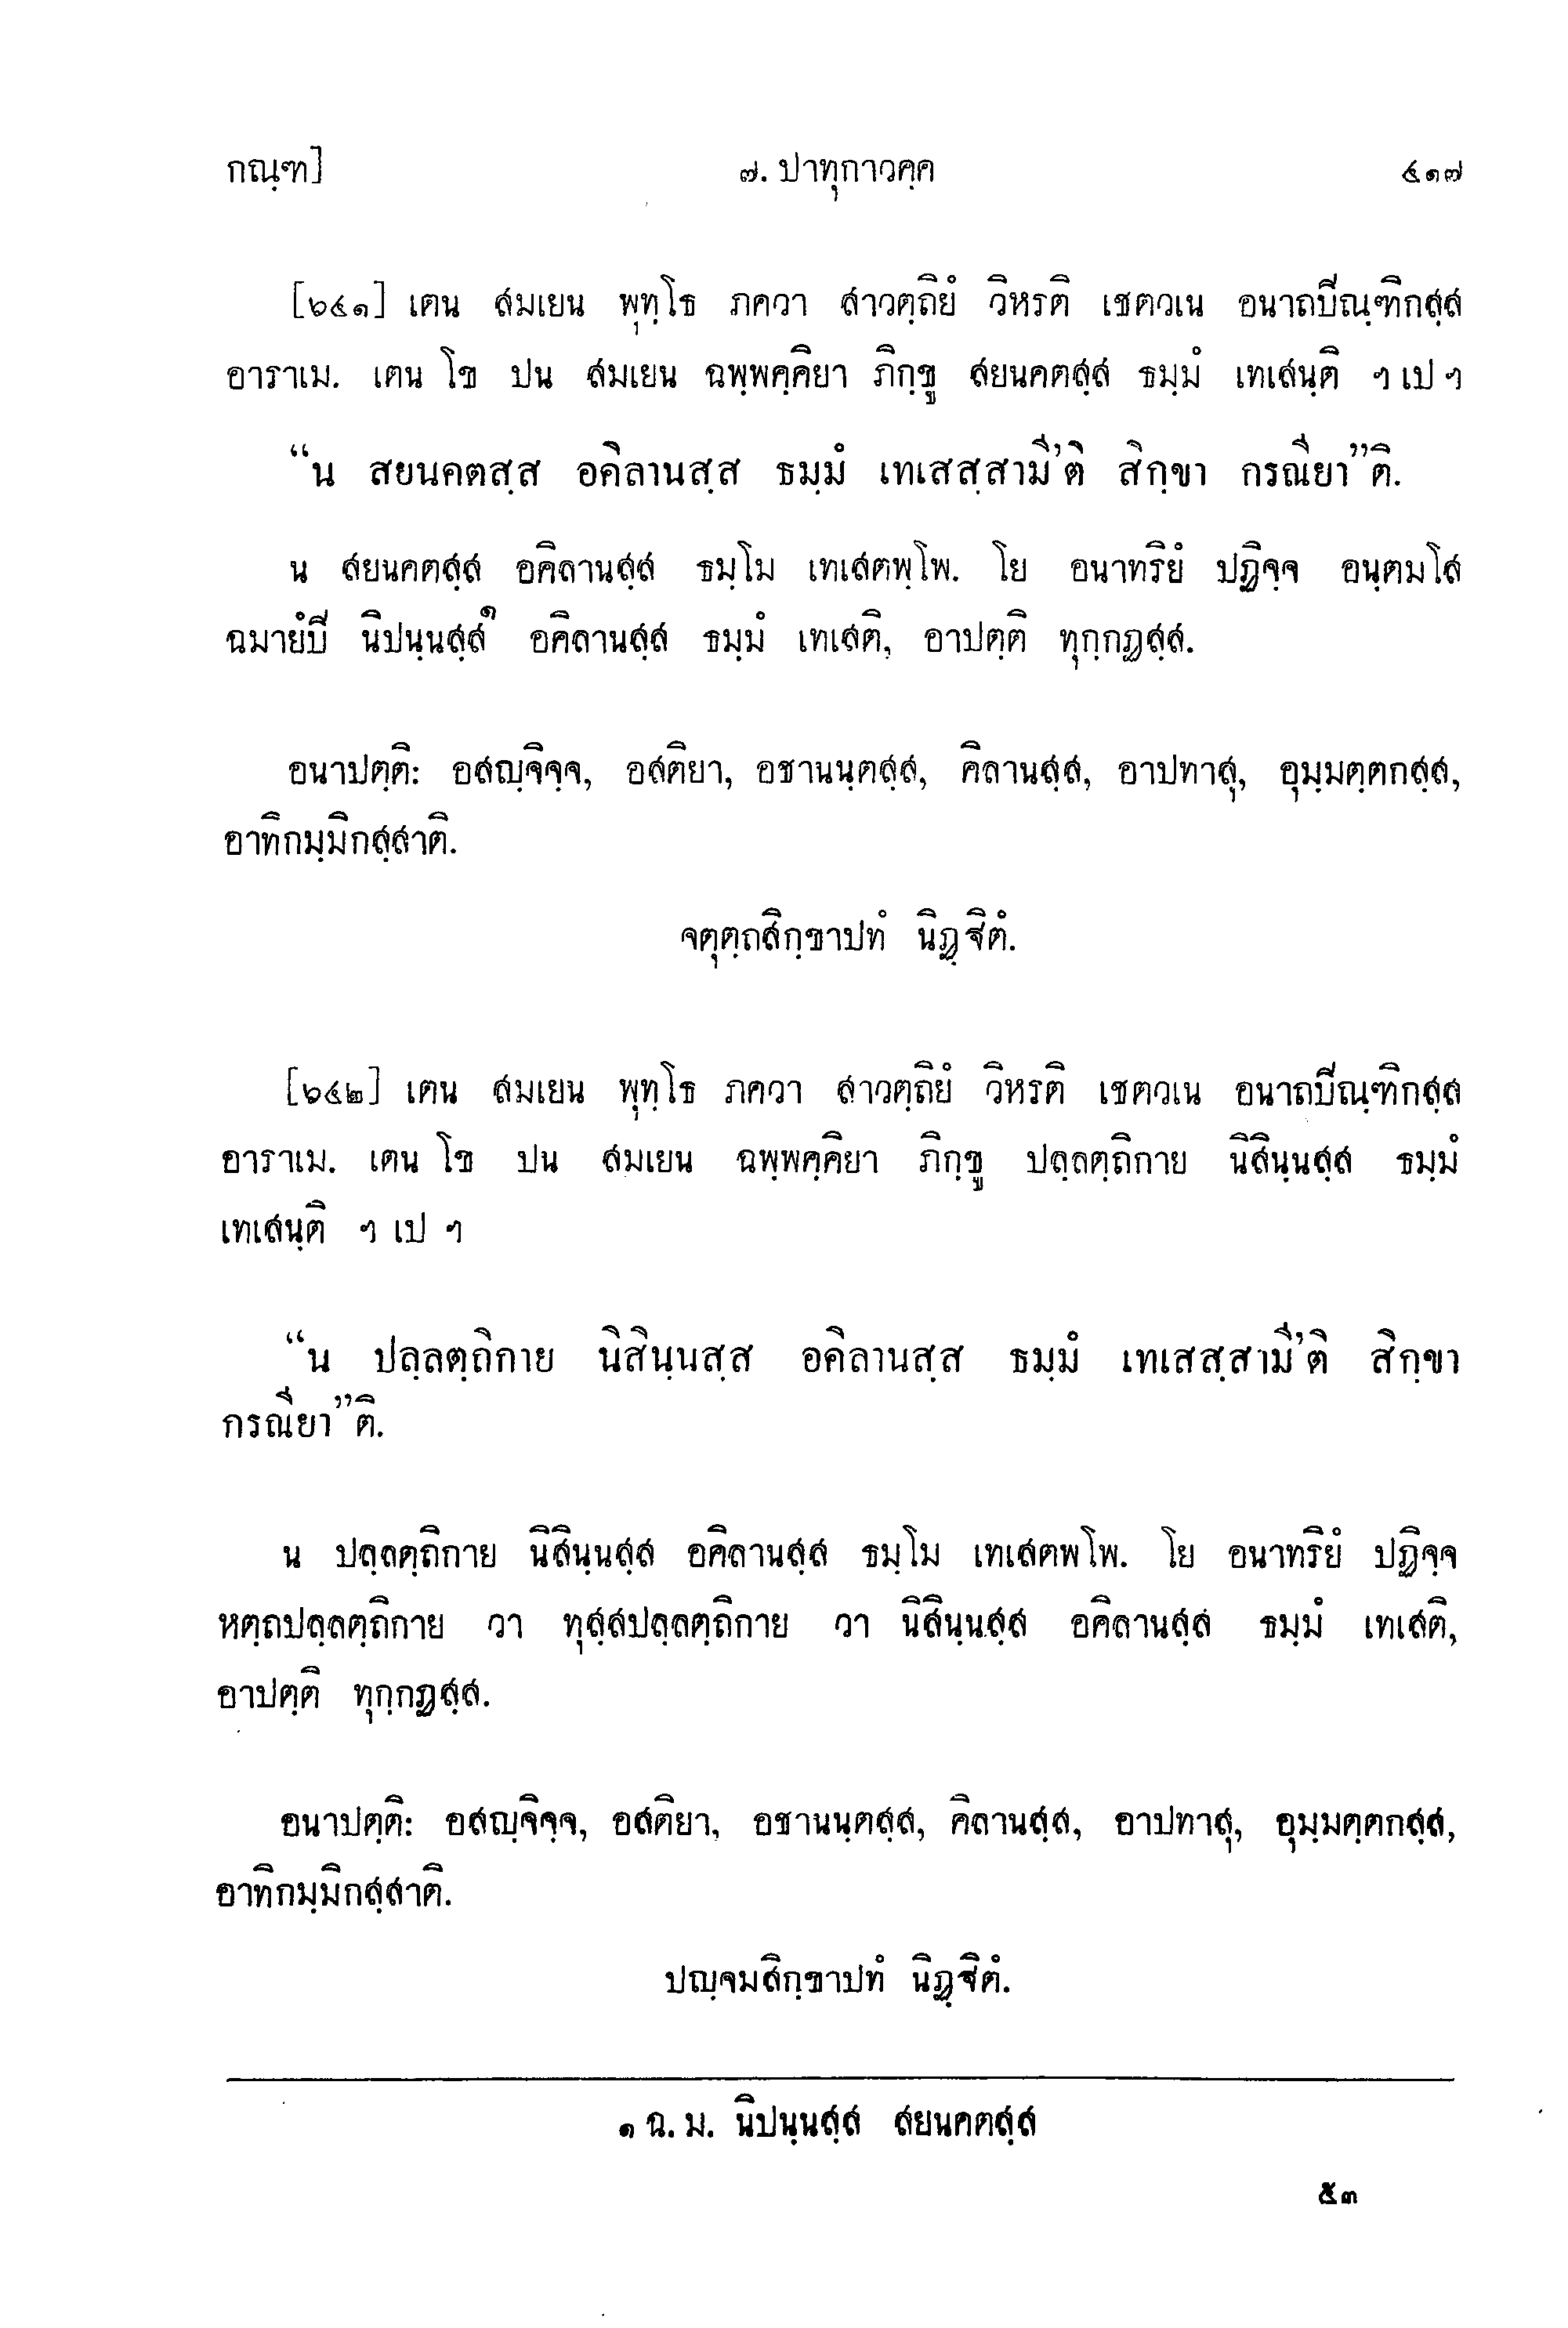 กณฺฑ] ๗. ปาทุกาวคฺค ๔๑๗
[๖๔๑] เตน สมเยน พุทฺโธ ภควา สาวตฺถิยํ วิหรติ เชตวเน อนาถปิณฺฑิกสฺส
อาราเม. เตน โข ปน สมเยน ฉพฺพคฺคิยา ภิกฺขู สยนคตสฺส ธมฺมํ เทเสนฺติ ฯ เป ฯ
“น สยนคตสฺส อคิลานสฺส ธมฺมํ เทเสสฺสามี’ติ สิกฺขา กรณียา”ติ.
น สยนคตสฺส อคิลานสฺส ธมฺโม เทเสตพฺโพ. โย อนาทริยํ ปฏิจฺจ อนฺตมโส
ฉมายํปิ นิปนฺนสฺส๑ อคิลานสฺส ธมฺมํ เทเสติ, อาปตฺติ ทุกฺกฏสฺส.
อนาปตฺติ: อสญฺจิจฺจ, อสติยา, อชานนฺตสฺส, คิลานสฺส, อาปทาสุ, อุมฺมตฺตกสฺส,
อาทิกมฺมิกสฺสาติ.
จตุตฺถสิกฺขาปทํ นิฏฺฐิตํ.
[๖๔๒] เตน สมเยน พุทฺโธ ภควา สาวตฺถิยํ วิหรติ เชตวเน อนาถปิณฺฑิกสฺส
อาราเม. เตน โข ปน สมเยน ฉพฺพคฺคิยา ภิกฺขู ปลฺลตฺถิกาย นิสินฺนสฺส ธมฺมํ
เทเสนฺติ ฯ เป ฯ
“น ปลฺลตฺถิกาย นิสินฺนสฺส อคิลานสฺส ธมฺมํ เทเสสฺสามี’ติ สิกฺขา
กรณียา”ติ.
น ปลฺลตฺถิกาย นิสินฺนสฺส อคิลานสฺส ธมฺโม เทเสตพโพ. โย อนาทริยํ ปฏิจฺจ
หตฺถปลฺลตฺถิกาย วา ทุสฺสปลฺลตฺถิกาย วา นิสินฺนสฺส อคิลานสฺส ธมฺมํ เทเสติ,
อาปตฺติ ทุกฺกฏสฺส.
อนาปตฺติ: อสญฺจิจฺจ, อสติยา, อชานนฺตสฺส, คิลานสฺส, อาปทาสุ, อุมฺมตฺตกสฺส,
อาทิกมฺมิกสฺสาติ.
ปญฺจมสิกฺขาปทํ นิฏฺฐิตํ.
๑ ฉ. ม. นิปนฺนสฺส สยนคตสฺส
๕๓